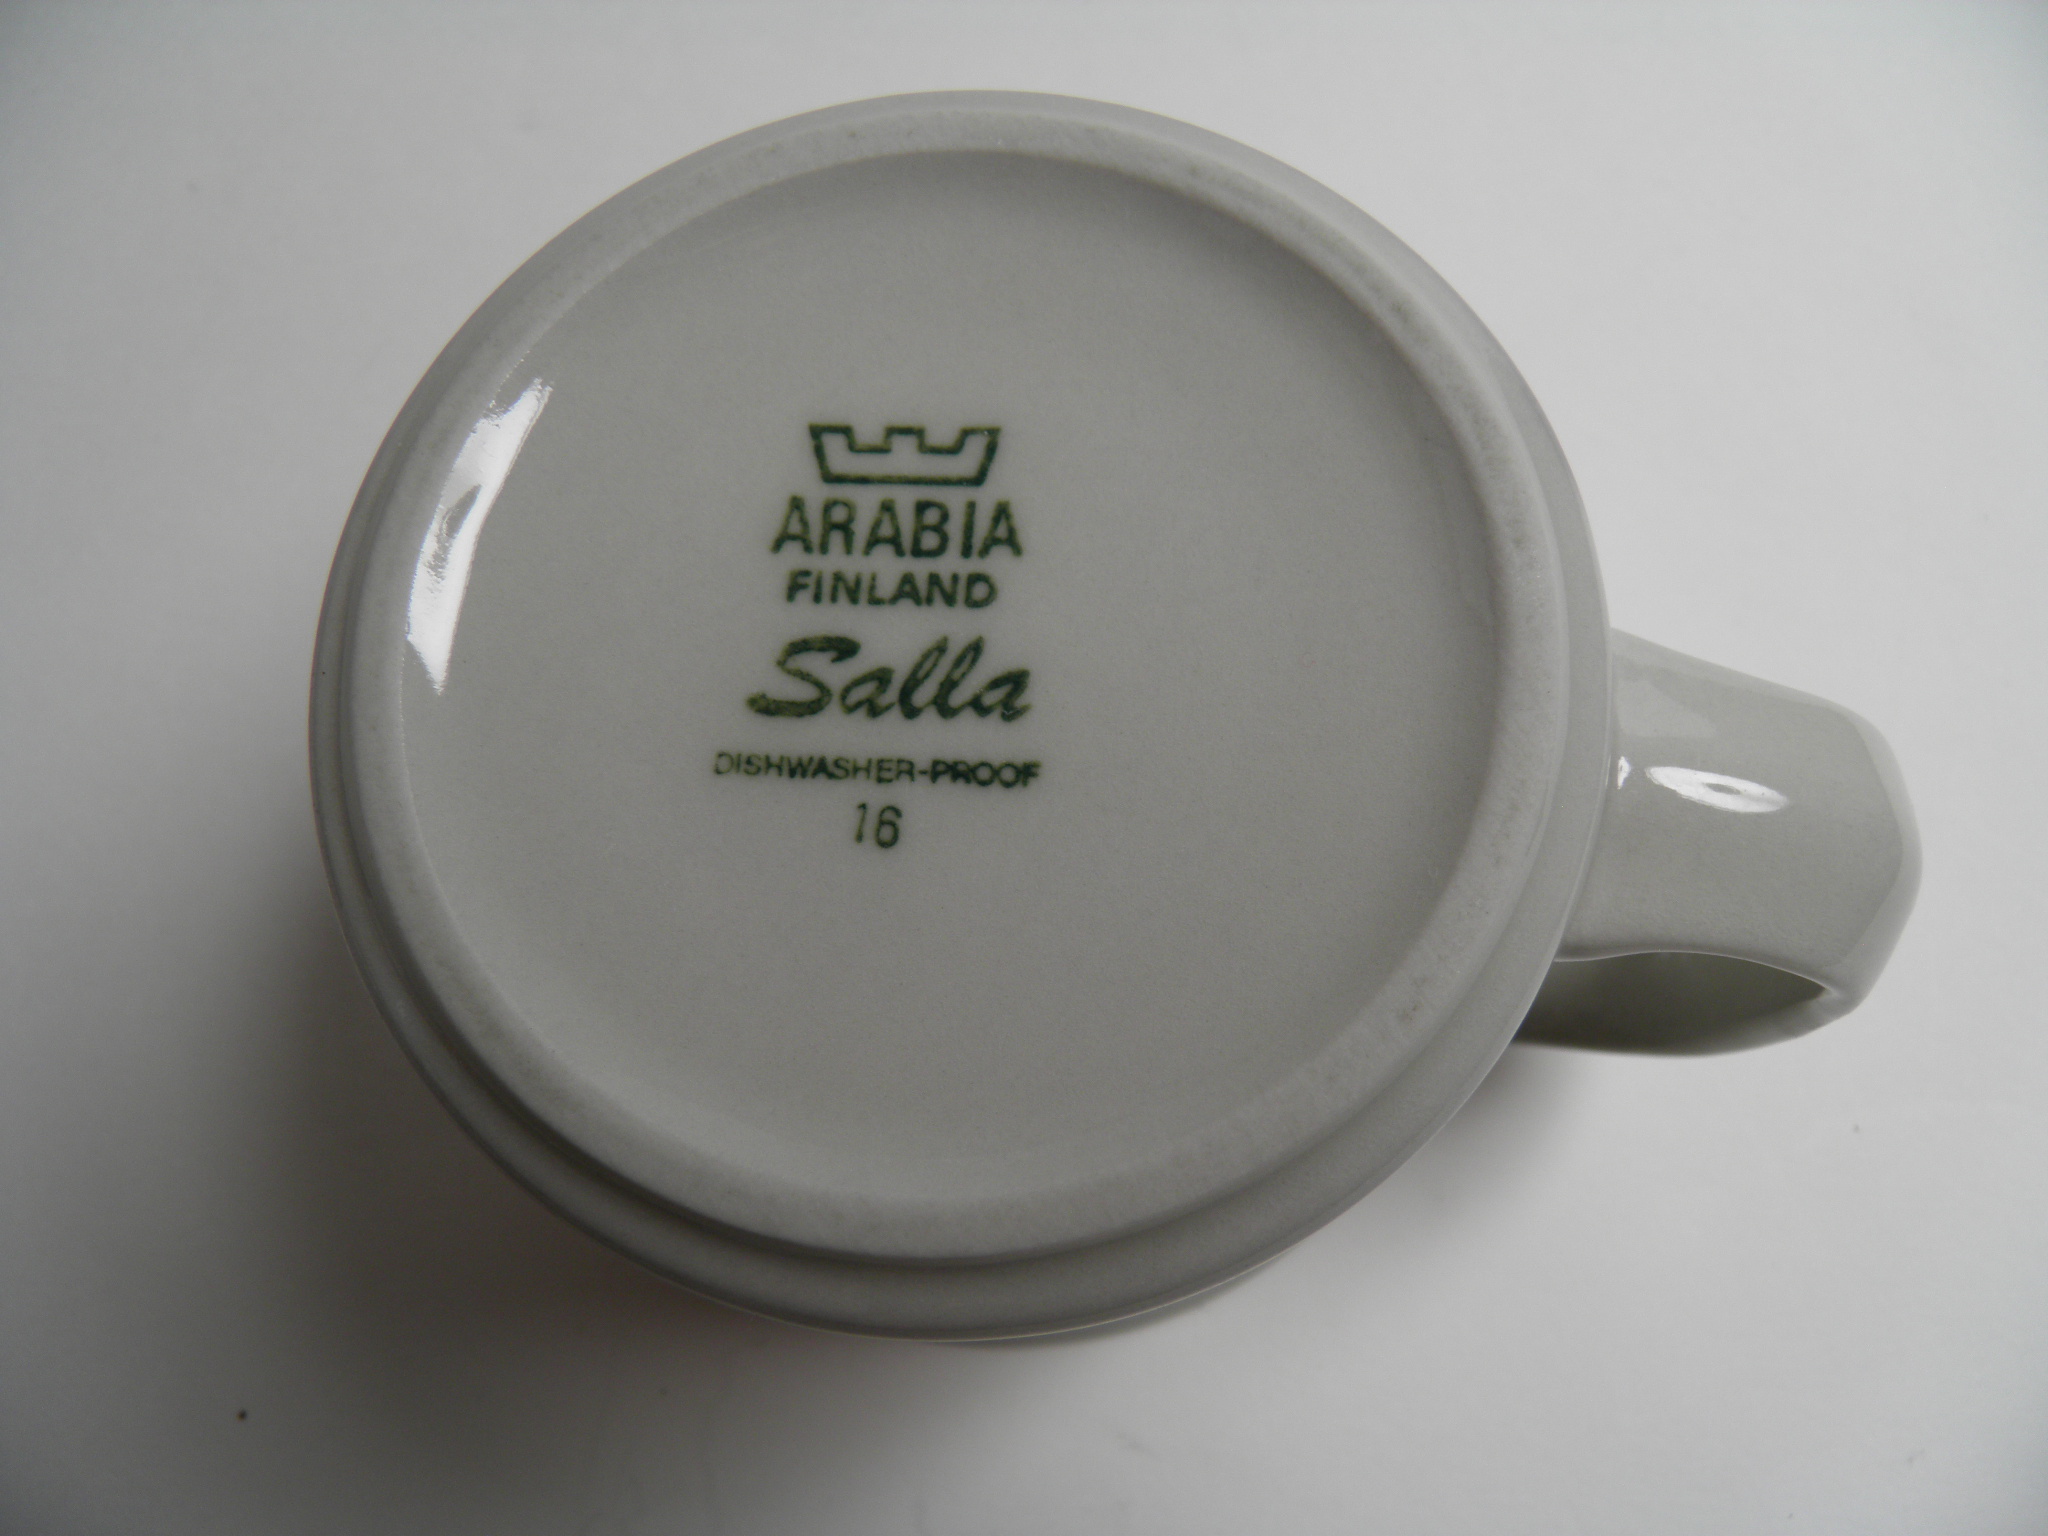 ARABIA
FINLAND
Salla
DISHWASHER-PROOF
16